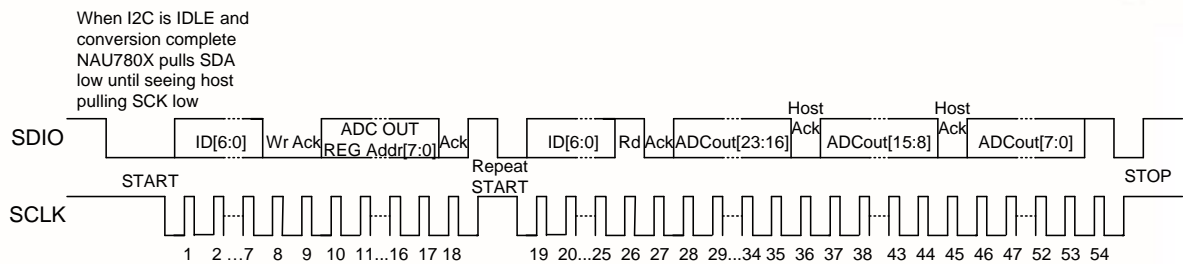 When I2C is IDLE and
conversion complete
NAU780X pulls SDA
low until seeing host
pulling SCK low
SDIO
ID[6:0]
Wr Ack
ADC OUT
REG Addr[7:0]
Ack
Repeat
START
ID[6:0]
Rd
Ack
ADCout[23:16]
Host
Ack
ADCout[15:8]
Host
Ack
ADCout[7:0]
START
STOP
SCLK
1 2 ...7 8 9 10 11...16 17 18 19 20...25 26 27 28 29...34 35 36 37 38 43 44 45 46 47 52 53 54